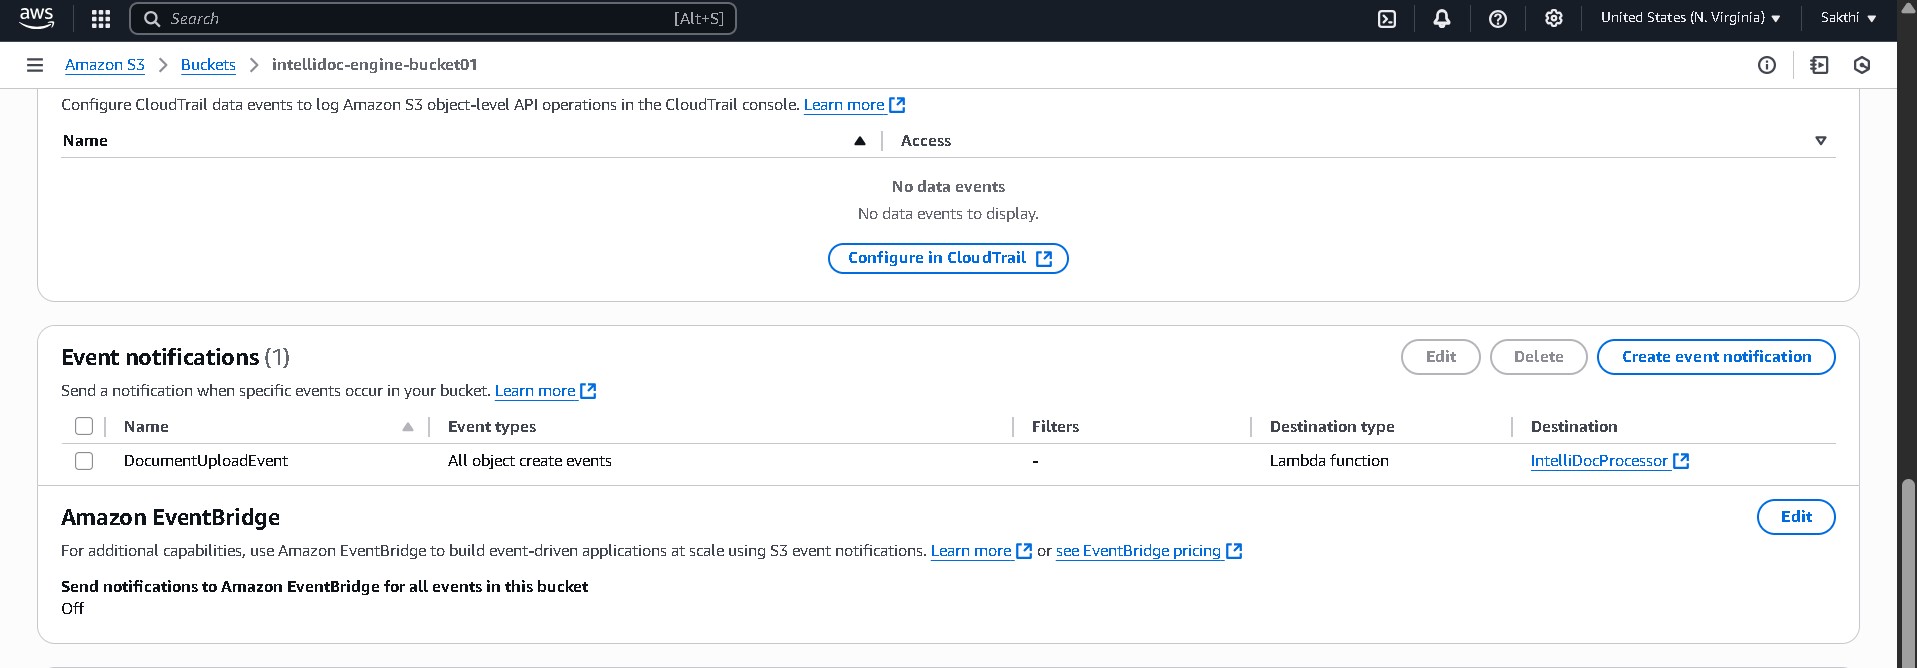 aws
Search [Alt+S] United States (N. Virginia) Sakthi
Amazon S3 Buckets intellidoc-engine-bucket01
Configure CloudTrail data events to log Amazon S3 object-level API operations in the CloudTrail console. Learn more
Name Access
No data events
No data events to display.
Configure in CloudTrail
Event notifications (1) Edit Delete Create event notification
Send a notification when specific events occur in your bucket. Learn more
Name Event types Filters Destination type Destination
DocumentUploadEvent All object create events - Lambda function IntelliDocProcessor
Amazon EventBridge Edit
For additional capabilities, use Amazon EventBridge to build event-driven applications at scale using S3 event notifications. Learn more or see EventBridge pricing
Send notifications to Amazon EventBridge for all events in this bucket
Off